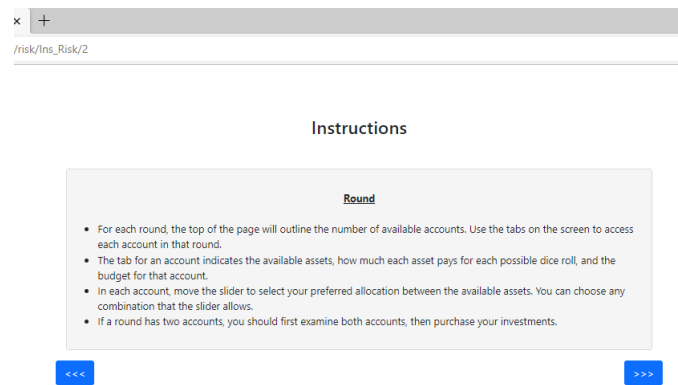 /risk/Ins_Risk/2
Instructions
Round
• For each round, the top of the page will outline the number of available accounts. Use the tabs on the screen to access
each account in that round.
• The tab for an account indicates the available assets, how much each asset pays for each possible dice roll, and the
budget for that account.
• In each account, move the slider to select your preferred allocation between the available assets. You can choose any
combination that the slider allows.
• If a round has two accounts, you should first examine both accounts, then purchase your investments.
<<< >>>